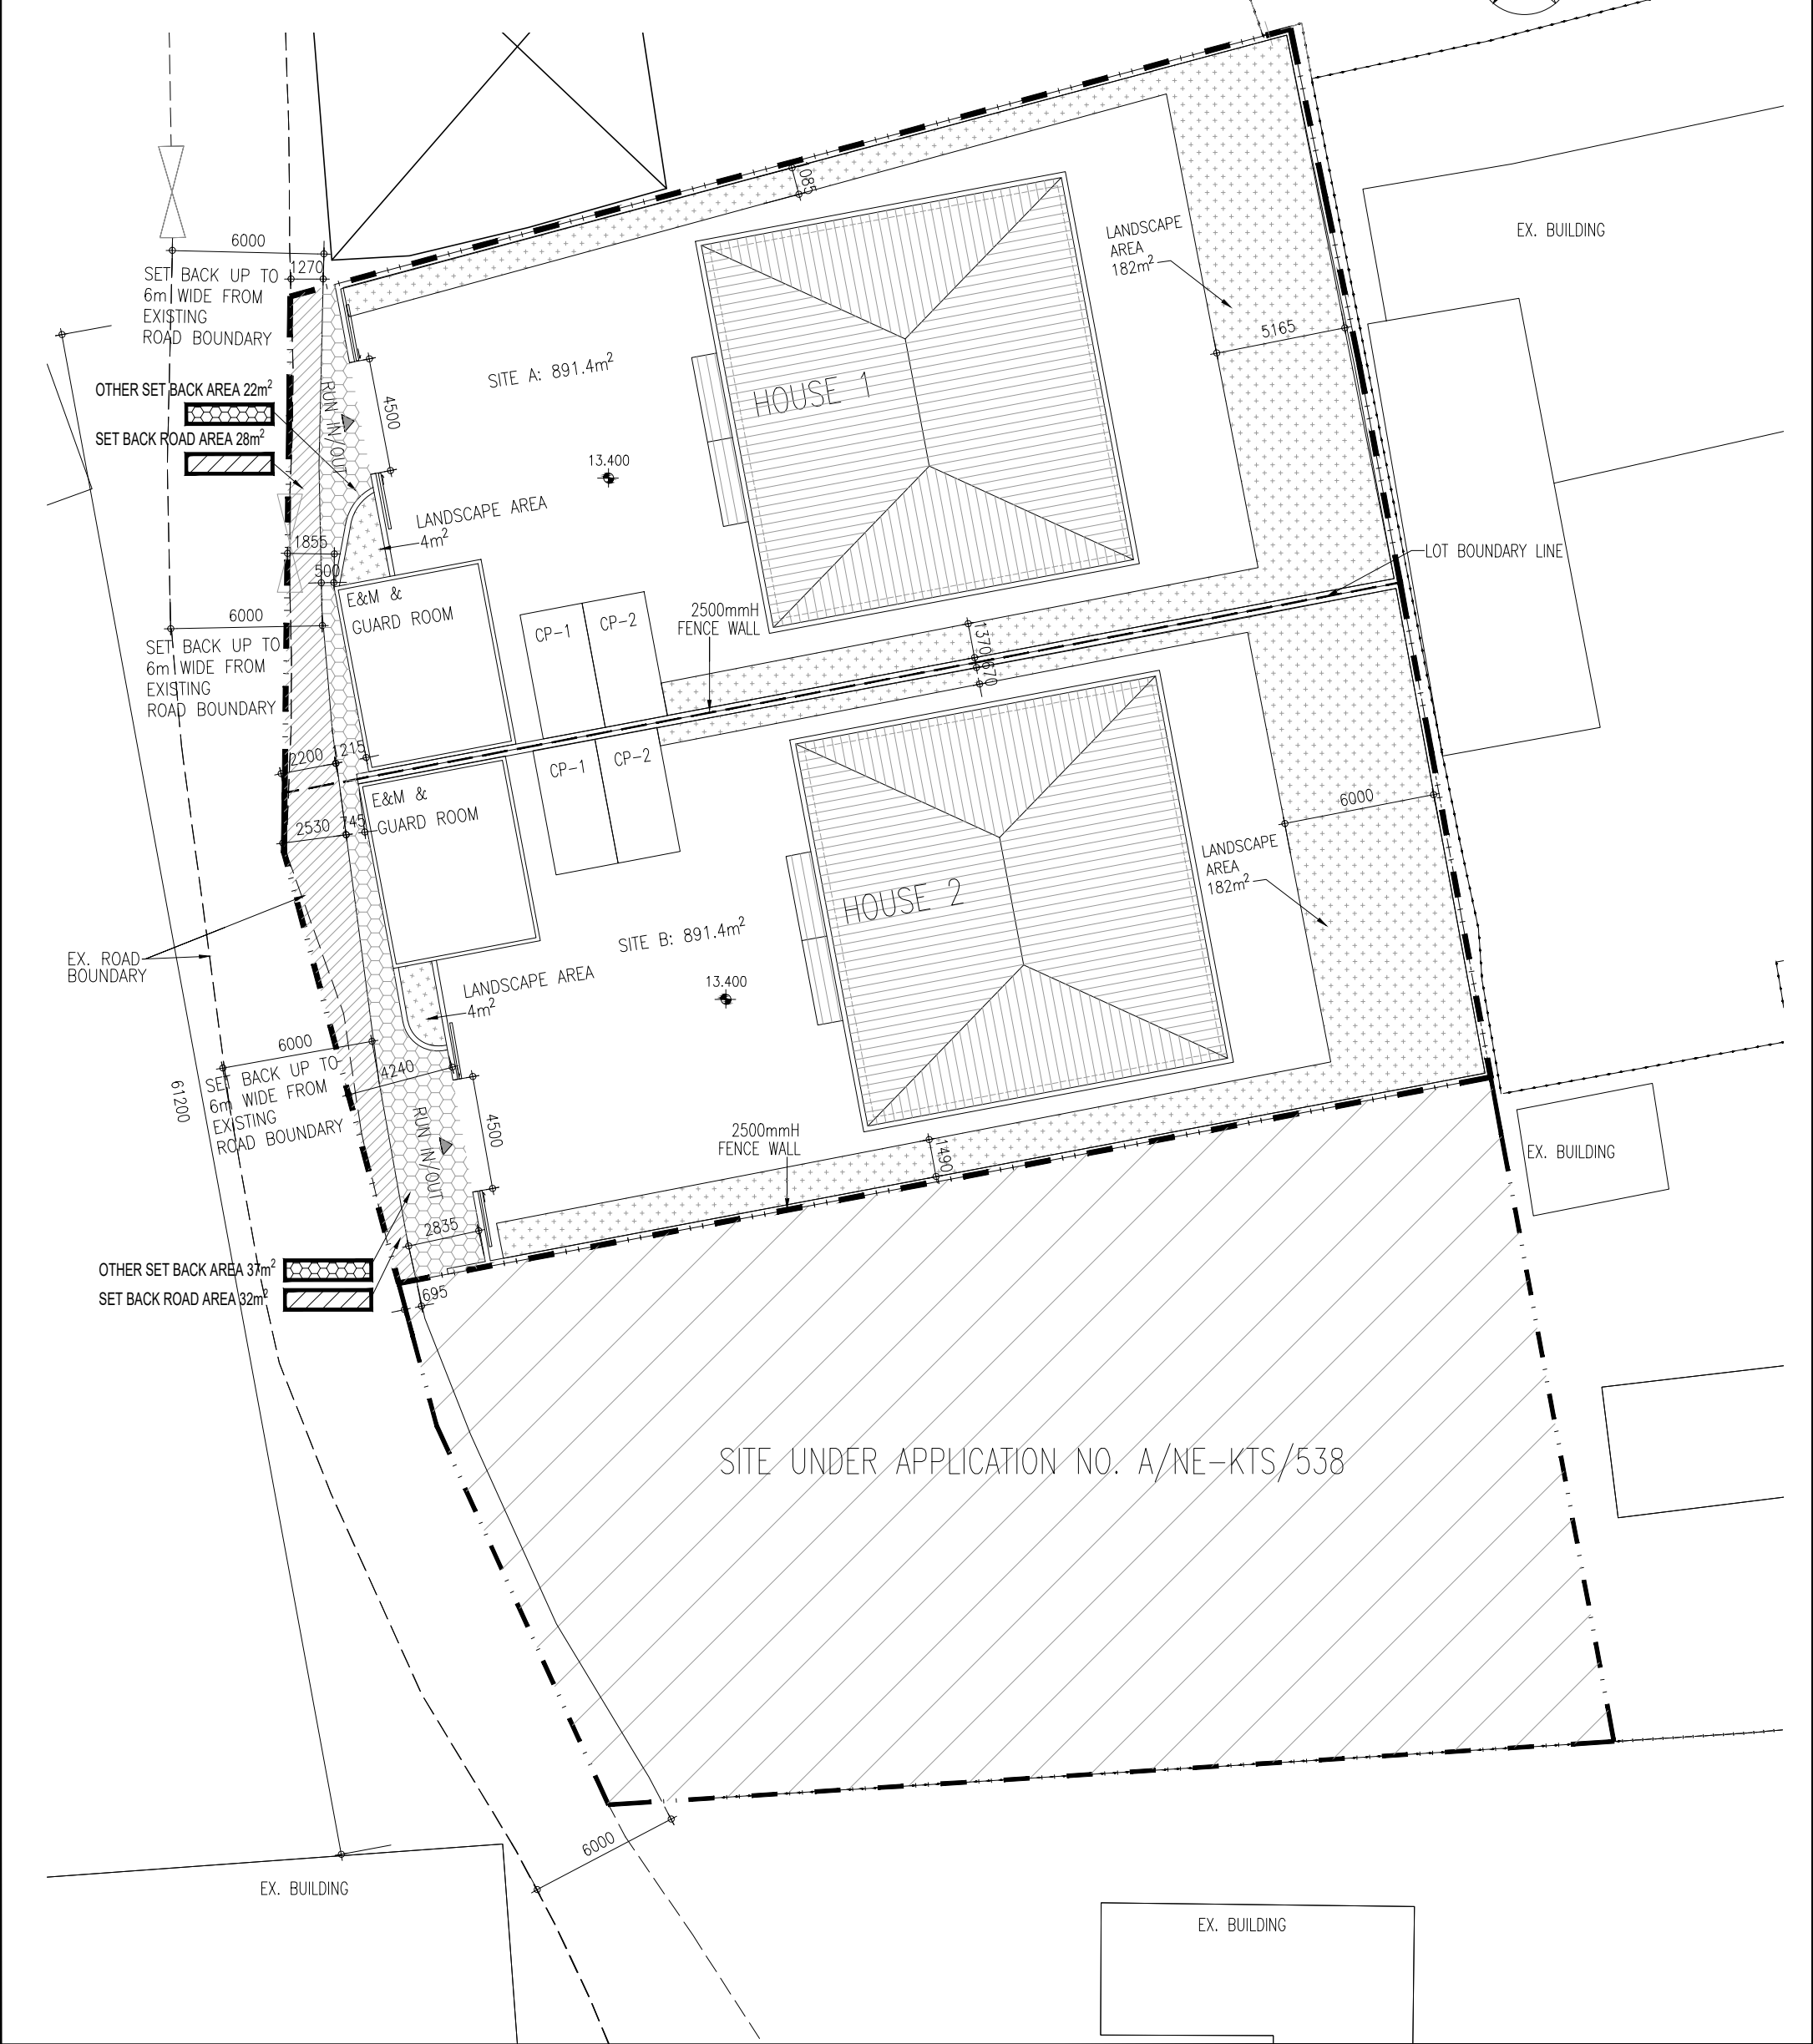 085
6000
1270
SET BACK UP TO
6m WIDE FROM
EXISTING
ROAD BOUNDARY
OTHER SET BACK AREA 22m²
SET BACK ROAD AREA 28m²
RUN IN/OUT
4500
SITE A: 891.4m²
13.400
HOUSE 1
LANDSCAPE
AREA
182m²
5165
EX. BUILDING
LANDSCAPE AREA
4m²
1855
500
E&M &
GUARD ROOM
6000
SET BACK UP TO
6m WIDE FROM
EXISTING
ROAD BOUNDARY
CP-1
CP-2
2500mmH
FENCE WALL
1370
670
LOT BOUNDARY LINE
2200
1215
CP-1
CP-2
2530
745
E&M &
GUARD ROOM
6000
HOUSE 2
LANDSCAPE
AREA
182m²
SITE B: 891.4m²
13.400
EX. ROAD
BOUNDARY
LANDSCAPE AREA
4m²
6000
SET BACK UP TO
6m WIDE FROM
EXISTING
ROAD BOUNDARY
4240
61200
RUN IN/OUT
4500
2500mmH
FENCE WALL
1490
EX. BUILDING
2835
OTHER SET BACK AREA 37m²
SET BACK ROAD AREA 32m²
695
SITE UNDER APPLICATION NO. A/NE-KTS/538
6000
EX. BUILDING
EX. BUILDING